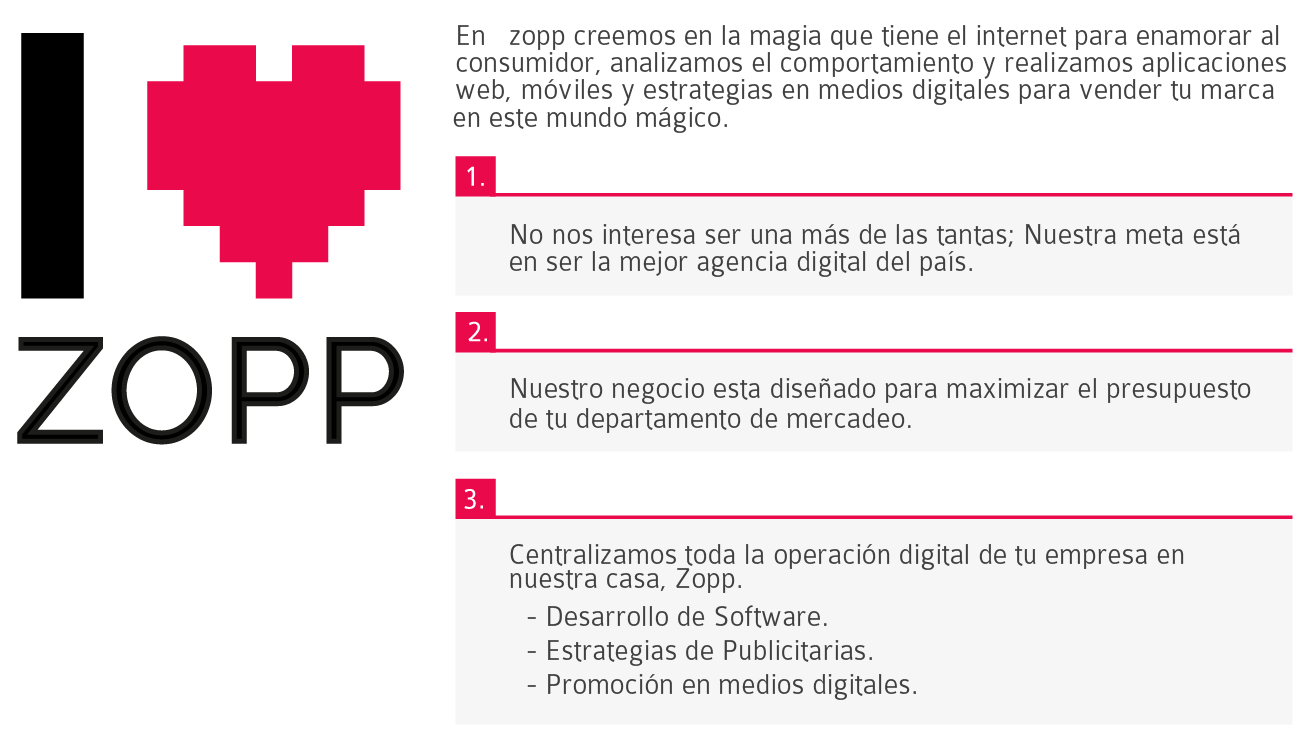 I
ZOPP
En zopp creemos en la magia que tiene el internet para enamorar al
consumidor, analizamos el comportamiento y realizamos aplicaciones
web, móviles y estrategias en medios digitales para vender tu marca
en este mundo mágico.
1.
No nos interesa ser una más de las tantas; Nuestra meta está
en ser la mejor agencia digital del país.
2.
Nuestro negocio esta diseñado para maximizar el presupuesto
de tu departamento de mercadeo.
3.
Centralizamos toda la operación digital de tu empresa en
nuestra casa, Zopp.
- Desarrollo de Software.
- Estrategias de Publicitarias.
- Promoción en medios digitales.